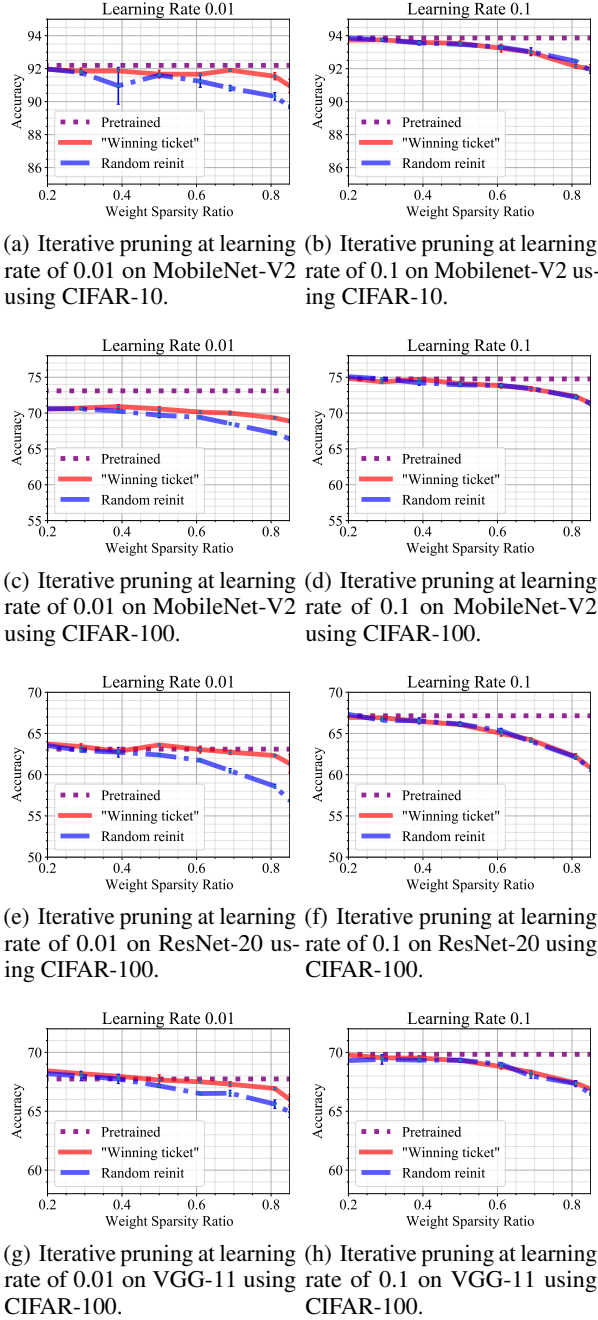 Learning Rate 0.01
94
92
90
88
86
Accuracy
Pretrained
"Winning ticket"
Random reinit
0.2 0.4 0.6 0.8
Weight Sparsity Ratio
Learning Rate 0.1
94
92
90
88
86
Accuracy
Pretrained
"Winning ticket"
Random reinit
0.2 0.4 0.6 0.8
Weight Sparsity Ratio
(a) Iterative pruning at learning
rate of 0.01 on MobileNet-V2
using CIFAR-10.
(b) Iterative pruning at learning
rate of 0.1 on Mobilenet-V2 us-
ing CIFAR-10.
Learning Rate 0.01
75
70
65
60
55
Accuracy
Pretrained
"Winning ticket"
Random reinit
0.2 0.4 0.6 0.8
Weight Sparsity Ratio
Learning Rate 0.1
75
70
65
60
55
Accuracy
Pretrained
"Winning ticket"
Random reinit
0.2 0.4 0.6 0.8
Weight Sparsity Ratio
(c) Iterative pruning at learning
rate of 0.01 on MobileNet-V2
using CIFAR-100.
(d) Iterative pruning at learning
rate of 0.1 on MobileNet-V2
using CIFAR-100.
Learning Rate 0.01
70
65
60
55
50
Accuracy
Pretrained
"Winning ticket"
Random reinit
0.2 0.4 0.6 0.8
Weight Sparsity Ratio
Learning Rate 0.1
70
65
60
55
50
Accuracy
Pretrained
"Winning ticket"
Random reinit
0.2 0.4 0.6 0.8
Weight Sparsity Ratio
(e) Iterative pruning at learning
rate of 0.01 on ResNet-20 us-
ing CIFAR-100.
(f) Iterative pruning at learning
rate of 0.1 on ResNet-20 using
CIFAR-100.
Learning Rate 0.01
70
65
60
Accuracy
Pretrained
"Winning ticket"
Random reinit
0.2 0.4 0.6 0.8
Weight Sparsity Ratio
Learning Rate 0.1
70
65
60
Accuracy
Pretrained
"Winning ticket"
Random reinit
0.2 0.4 0.6 0.8
Weight Sparsity Ratio
(g) Iterative pruning at learning
rate of 0.01 on VGG-11 using
CIFAR-100.
(h) Iterative pruning at learning
rate of 0.1 on VGG-11 using
CIFAR-100.